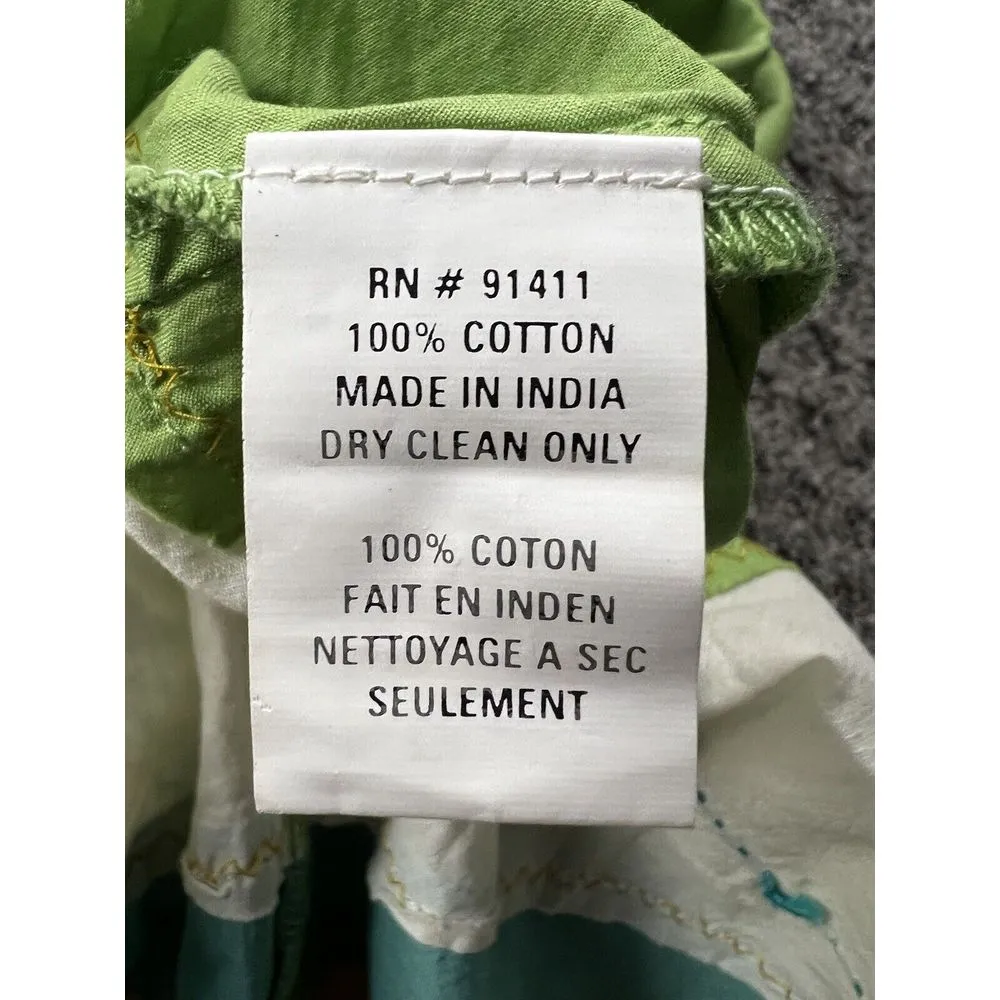 RN # 91411
100% COTTON
MADE IN INDIA
DRY CLEAN ONLY
100% COTON
FAIT EN INDEN
NETTOYAGE A SEC
SEULEMENT